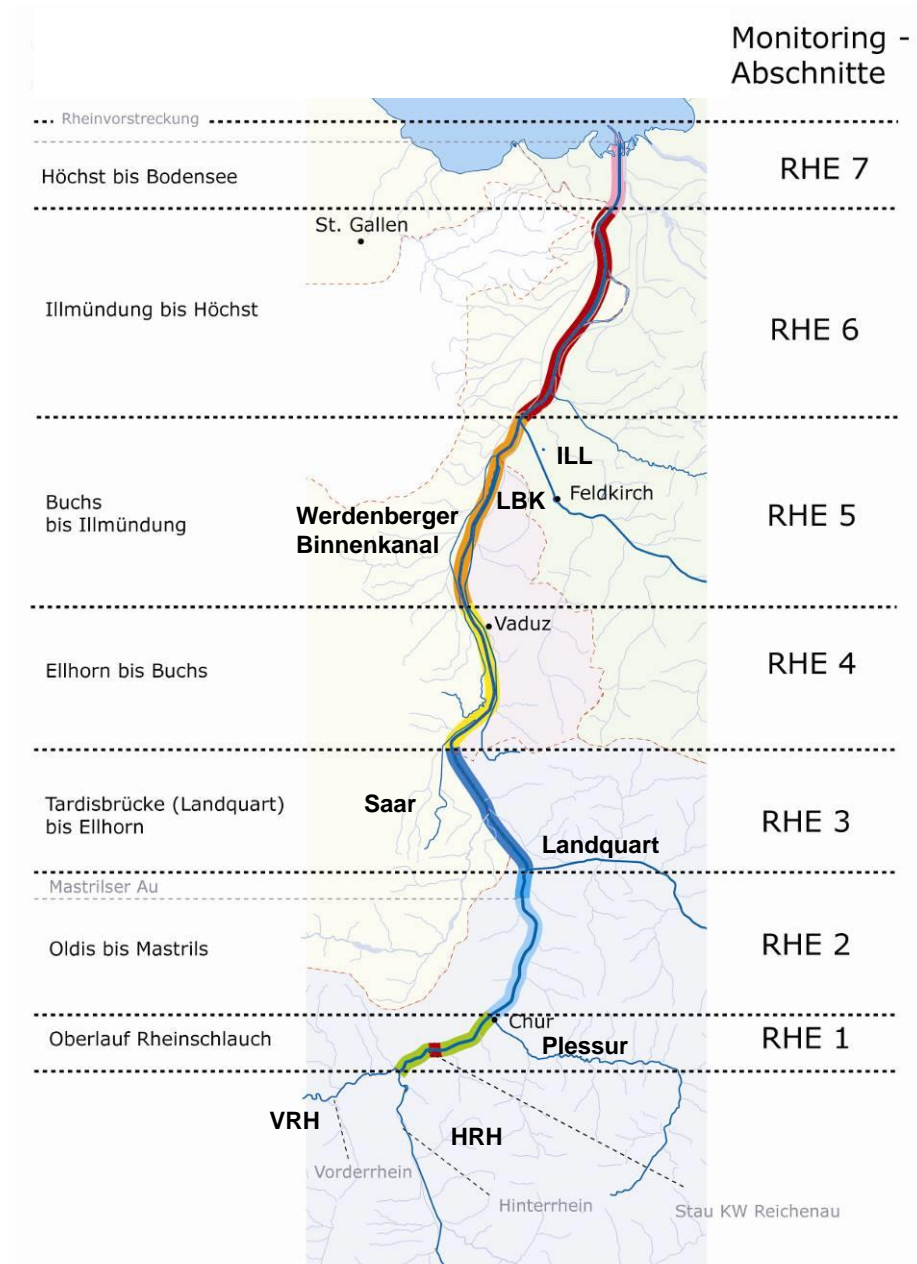 Monitoring -
Abschnitte
Rheinvorstreckung
Höchst bis Bodensee
RHE 7
St. Gallen
Illmündung bis Höchst
RHE 6
ILL
Feldkirch
LBK
Buchs
bis Illmündung
Werdenberger
Binnenkanal
RHE 5
Vaduz
Ellhorn bis Buchs
RHE 4
Tardisbrücke (Landquart)
bis Ellhorn
Saar
RHE 3
Landquart
Mastrilser Au
Oldis bis Mastrils
RHE 2
Chur
Oberlauf Rheinschlauch
Plessur
RHE 1
VRH
HRH
Vorderrhein
Hinterrhein
Stau KW Reichenau